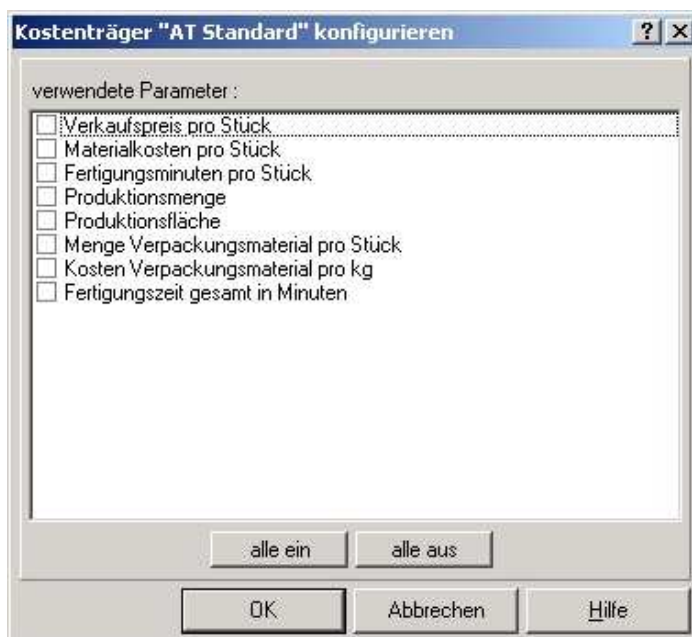 Kostenträger "AT Standard" konfigurieren
verwendete Parameter :
Verkaufspreis pro Stück
Materialkosten pro Stück
Fertigungsminuten pro Stück
Produktionsmenge
Produktionsfläche
Menge Verpackungsmaterial pro Stück
Kosten Verpackungsmaterial pro kg
Fertigungszeit gesamt in Minuten
alle ein alle aus
OK Abbrechen Hilfe